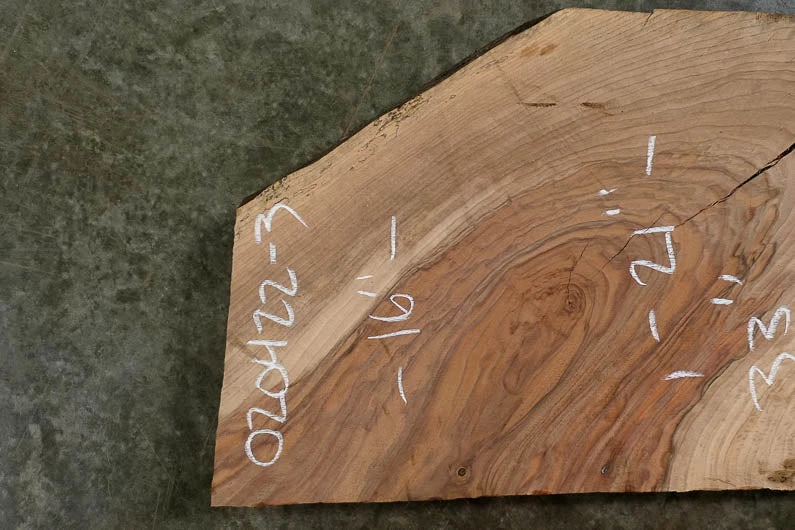 020422-3
- 16" -
- 21" -
33"